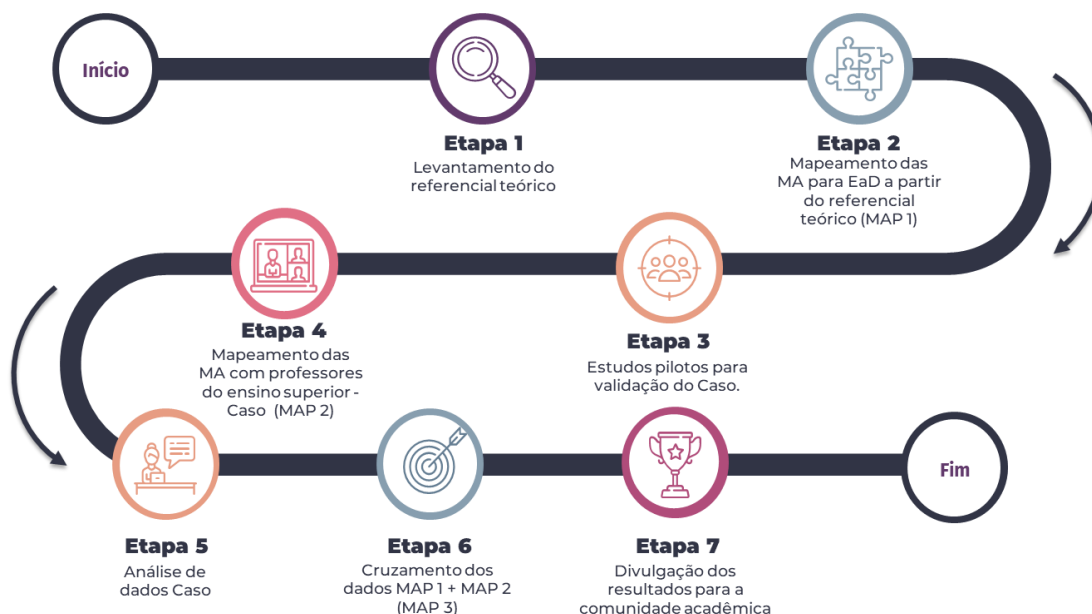 Início
Etapa 1
Levantamento do
referencial teórico
Etapa 2
Mapeamento das
MA para EaD a partir
do referencial
teórico (MAP 1)
Etapa 3
Estudos pilotos para
validação do Caso.
Etapa 4
Mapeamento das
MA com professores
do ensino superior -
Caso (MAP 2)
Etapa 5
Análise de
dados Caso
Etapa 6
Cruzamento dos
dados MAP 1 + MAP 2
(MAP 3)
Etapa 7
Divulgação dos
resultados para a
comunidade acadêmica
Fim